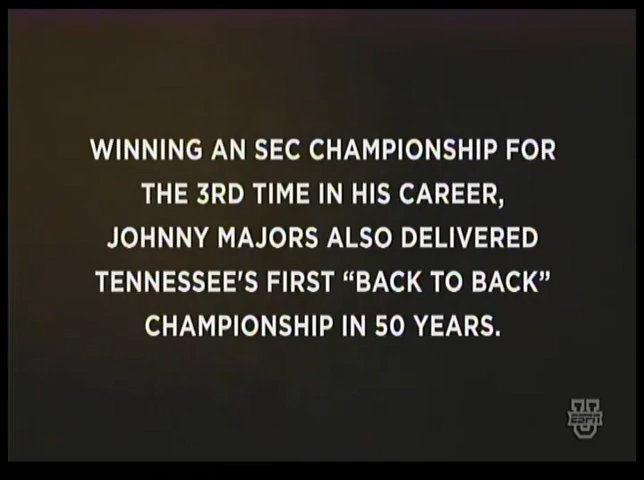 WINNING AN SEC CHAMPIONSHIP FOR
THE 3RD TIME IN HIS CAREER,
JOHNNY MAJORS ALSO DELIVERED
TENNESSEE'S FIRST “BACK TO BACK”
CHAMPIONSHIP IN 50 YEARS.
ESPN
U